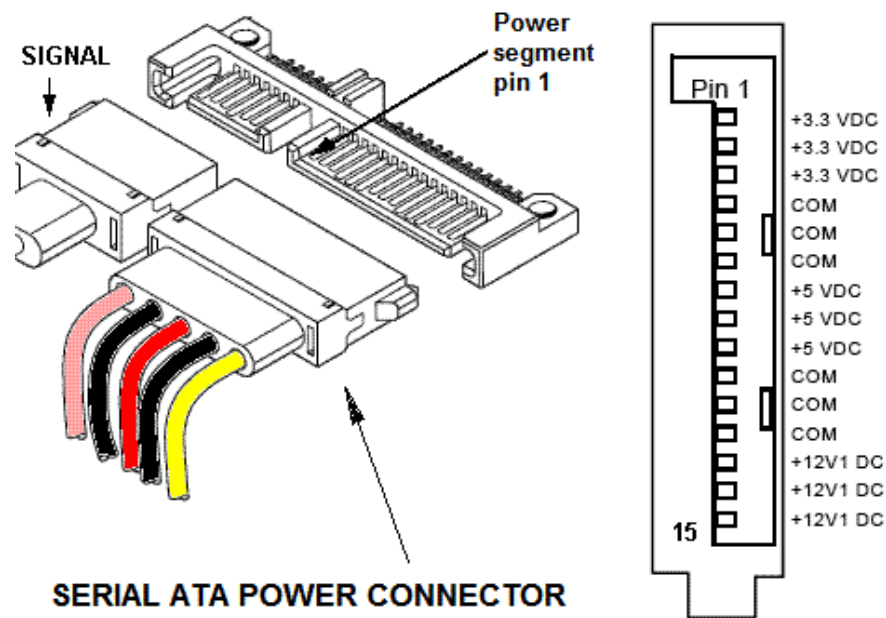 SIGNAL
Power
segment
pin 1
Pin 1
+3.3 VDC
+3.3 VDC
+3.3 VDC
COM
COM
COM
+5 VDC
+5 VDC
+5 VDC
COM
COM
COM
+12V1 DC
+12V1 DC
+12V1 DC
15
SERIAL ATA POWER CONNECTOR